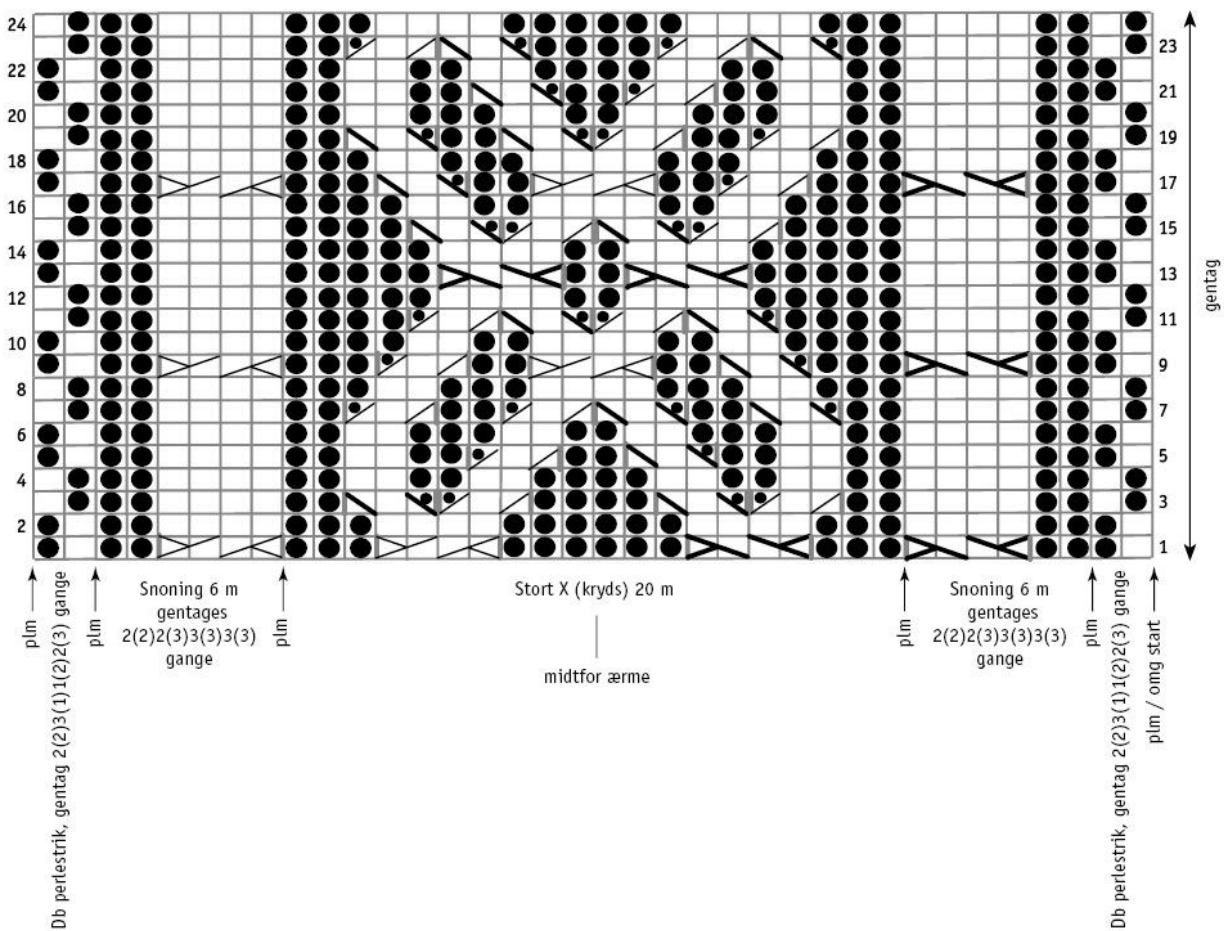 24
23
22
21
20
19
18
17
16
15
14
13
12
11
10
9
8
7
6
5
4
3
2
1
gentag
plm
Db perlestrik, gentag 2(2)3(1)1(2)2(3) gange
plm
Snoning 6 m
gentages
2(2)2(3)3(3)3(3)
gange
plm
Stort X (kryds) 20 m
midtfor ærme
plm
Snoning 6 m
gentages
2(2)2(3)3(3)3(3)
gange
plm
Db perlestrik, gentag 2(2)3(1)1(2)2(3) gange
plm / omg start